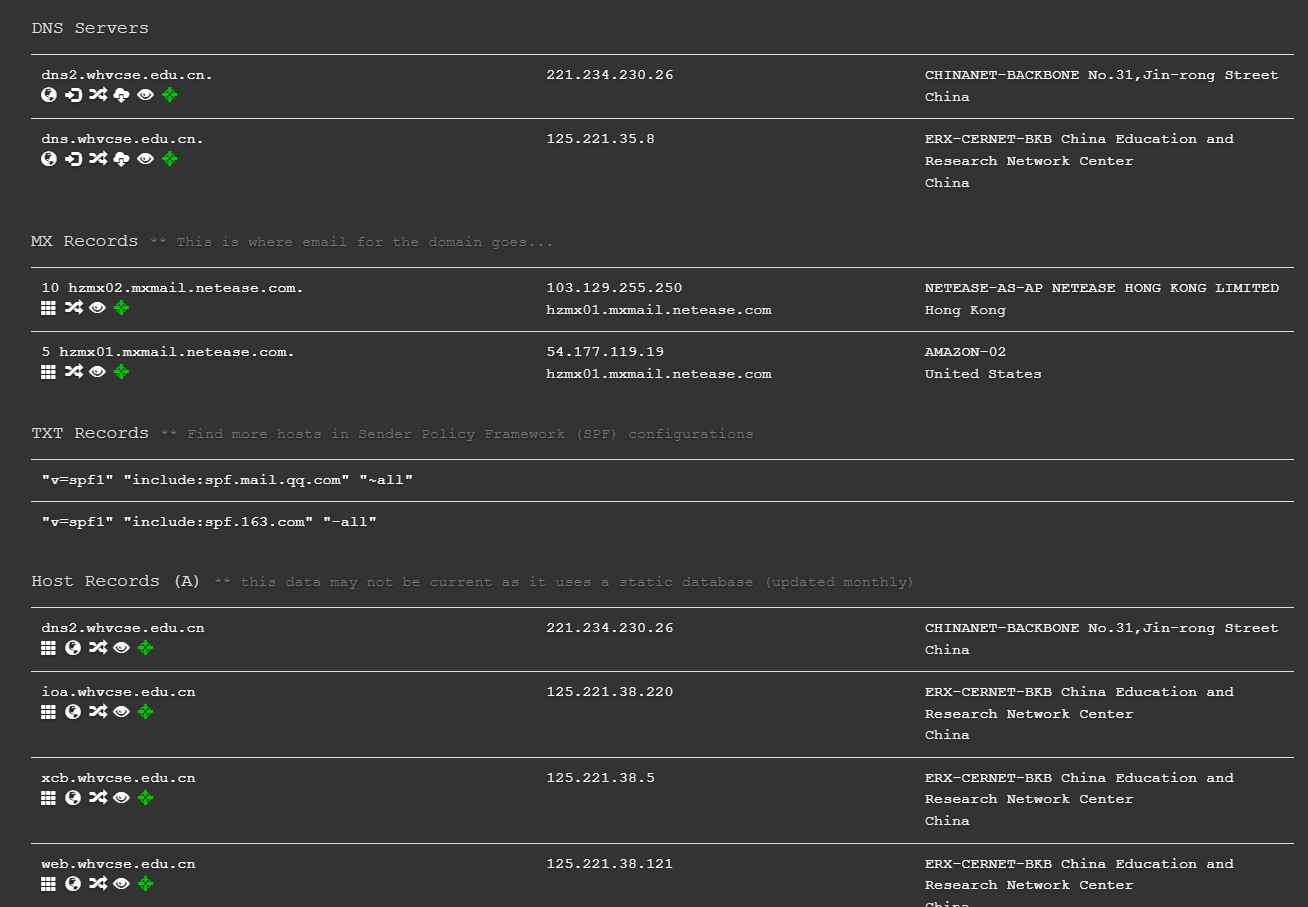 DNS Servers
dns2.whvcse.edu.cn. 221.234.230.26 CHINANET-BACKBONE No.31,Jin-rong Street
China
dns.whvcse.edu.cn. 125.221.35.8 ERX-CERNET-BKB China Education and
Research Network Center
China
MX Records ** This is where email for the domain goes...
10 hzmx02.mxmail.netease.com. 103.129.255.250 NETEASE-AS-AP NETEASE HONG KONG LIMITED
hzmx01.mxmail.netease.com Hong Kong
5 hzmx01.mxmail.netease.com. 54.177.119.19 AMAZON-02
hzmx01.mxmail.netease.com United States
TXT Records ** Find more hosts in Sender Policy Framework (SPF) configurations
"v=spf1" "include:spf.mail.qq.com" "~all"
"v=spf1" "include:spf.163.com" "-all"
Host Records (A) ** this data may not be current as it uses a static database (updated monthly)
dns2.whvcse.edu.cn 221.234.230.26 CHINANET-BACKBONE No.31,Jin-rong Street
China
ioa.whvcse.edu.cn 125.221.38.220 ERX-CERNET-BKB China Education and
Research Network Center
China
xcb.whvcse.edu.cn 125.221.38.5 ERX-CERNET-BKB China Education and
Research Network Center
China
web.whvcse.edu.cn 125.221.38.121 ERX-CERNET-BKB China Education and
Research Network Center
China